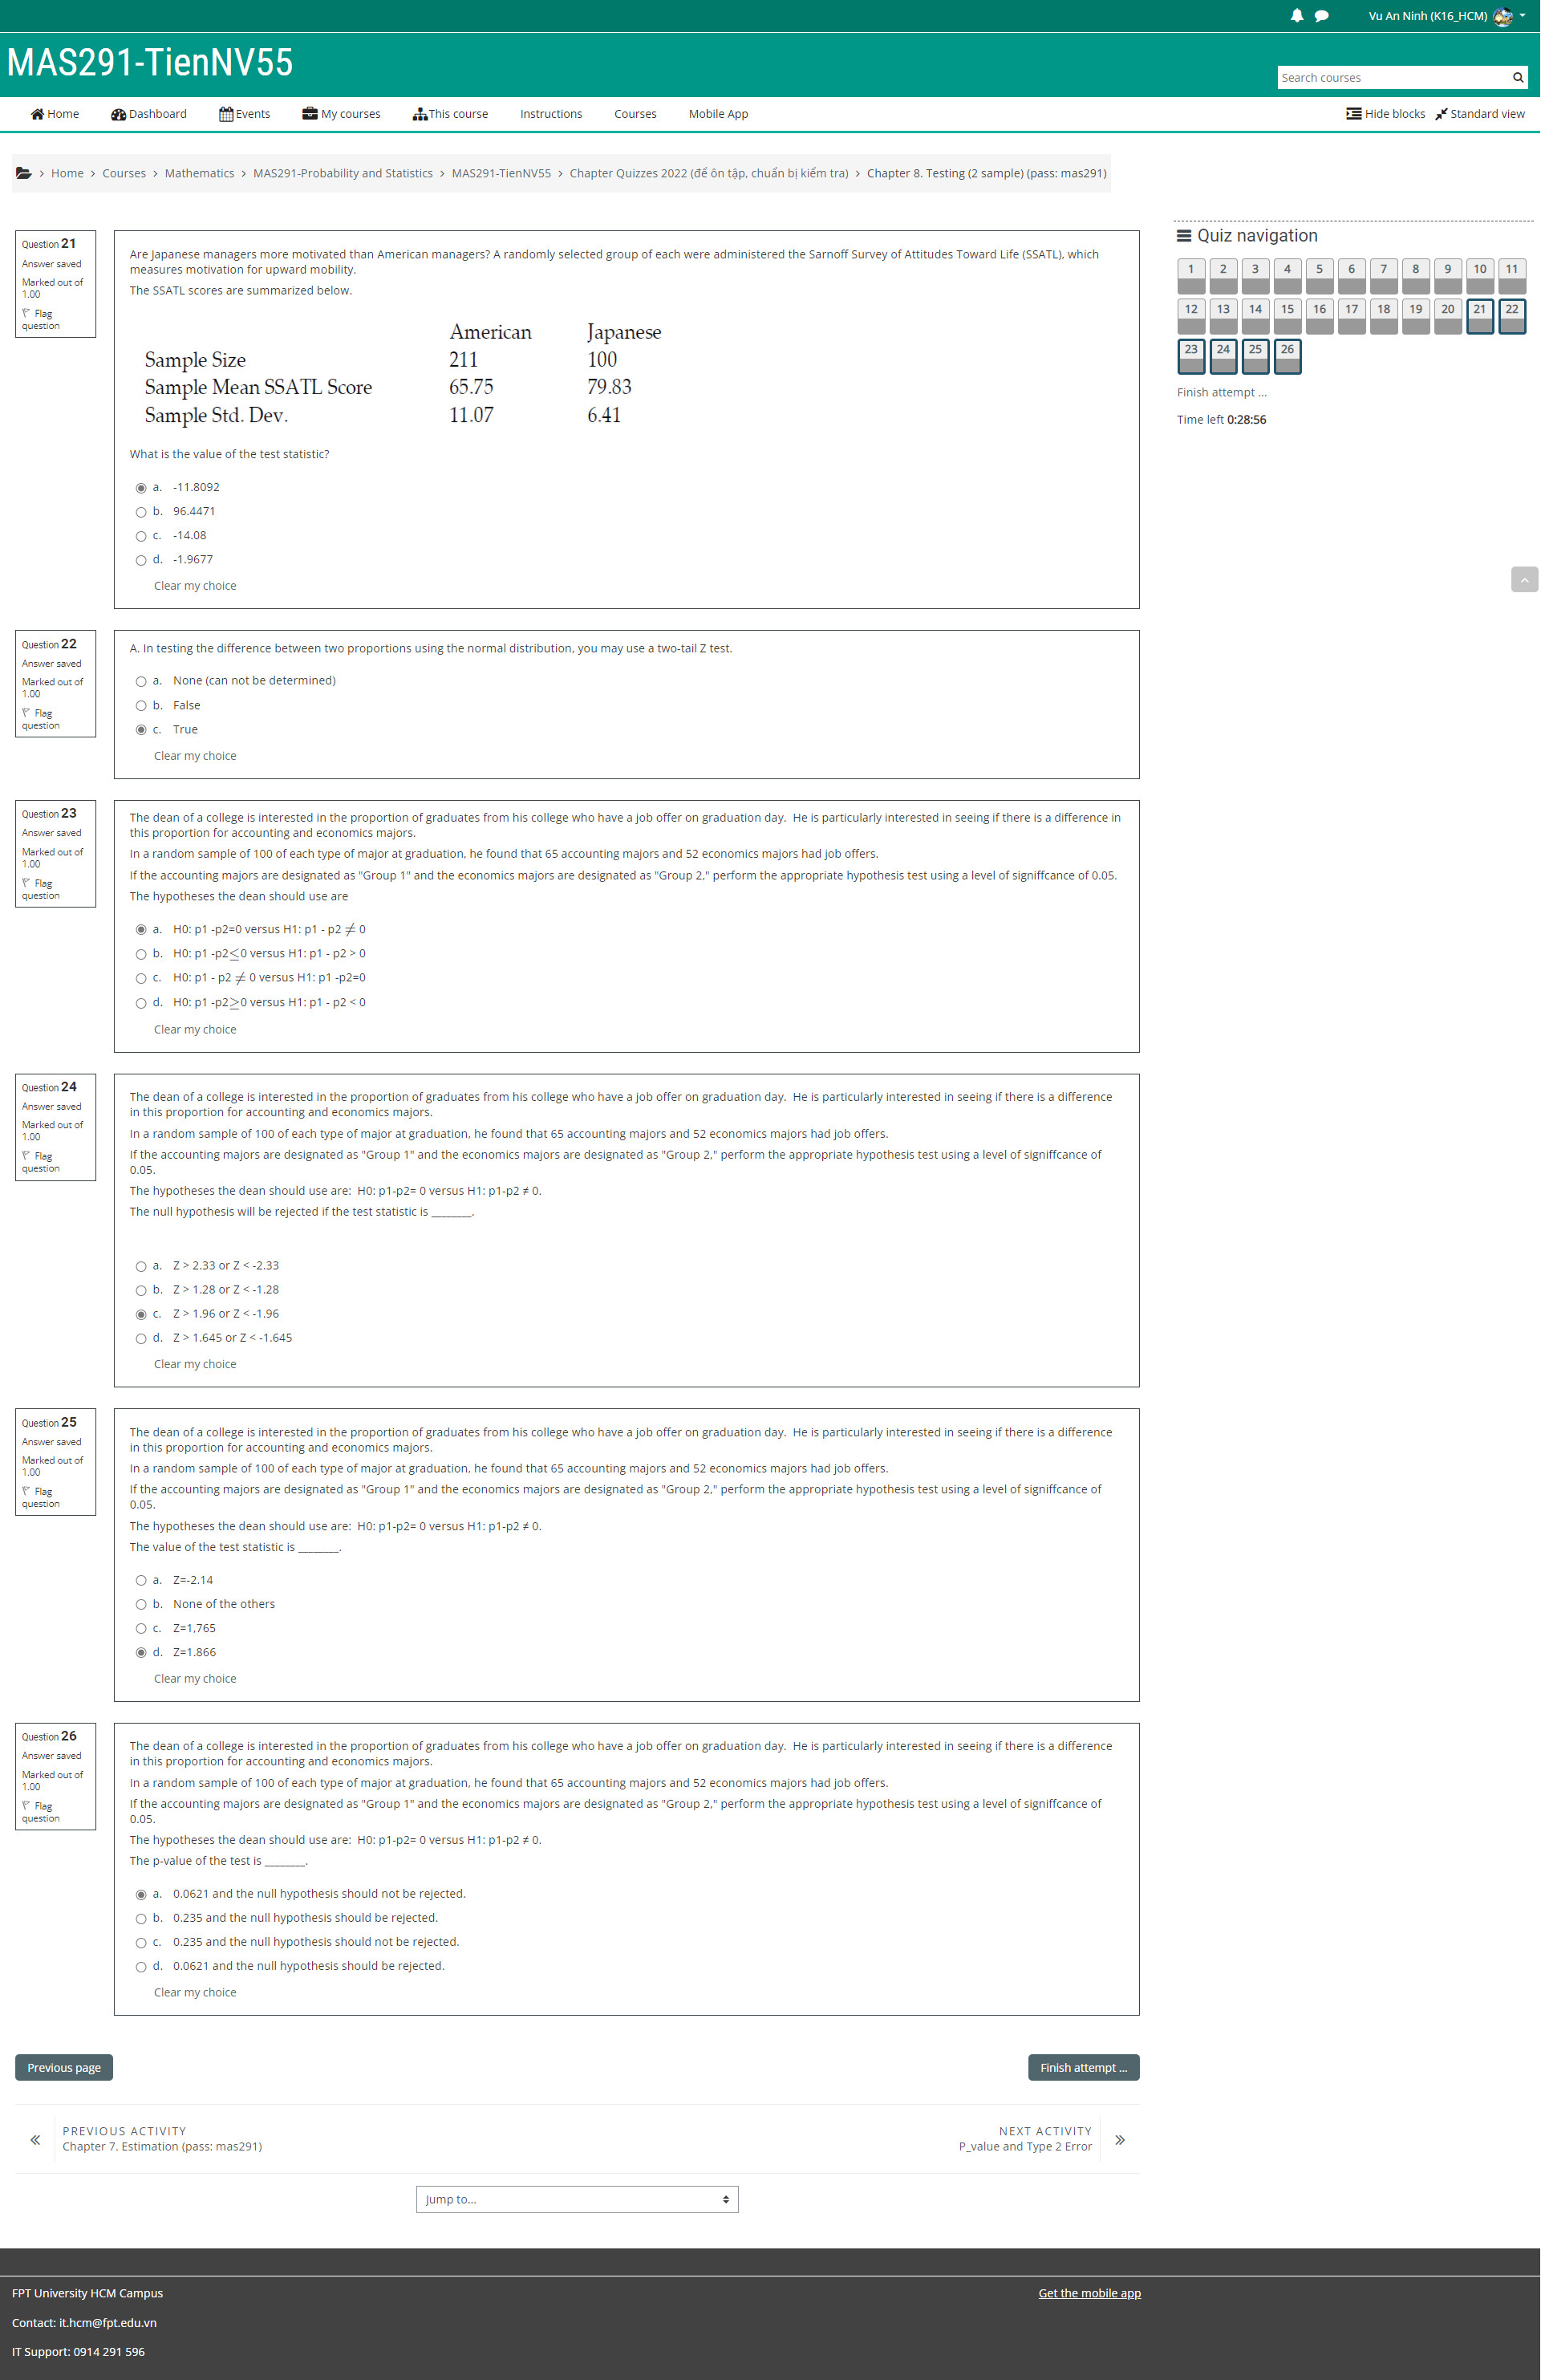 Vu An Ninh (K16_HCM)
MAS291-TienNV55
Search courses
Home Dashboard Events My courses This course Instructions Courses Mobile App Hide blocks Standard view
Home › Courses › Mathematics › MAS291-Probability and Statistics › MAS291-TienNV55 › Chapter Quizzes 2022 (để ôn tập, chuẩn bị kiểm tra) › Chapter 8. Testing (2 sample) (pass: mas291)
Question 21
Answer saved
Marked out of
1.00
Flag
question
Are Japanese managers more motivated than American managers? A randomly selected group of each were administered the Sarnoff Survey of Attitudes Toward Life (SSATL), which
measures motivation for upward mobility.
The SSATL scores are summarized below.
American Japanese
Sample Size 211 100
Sample Mean SSATL Score 65.75 79.83
Sample Std. Dev. 11.07 6.41
What is the value of the test statistic?
a. -11.8092
b. 96.4471
c. -14.08
d. -1.9677
Clear my choice
Quiz navigation
1 2 3 4 5 6 7 8 9 10 11
12 13 14 15 16 17 18 19 20 21 22
23 24 25 26
Finish attempt ...
Time left 0:28:56
Question 22
Answer saved
Marked out of
1.00
Flag
question
A. In testing the difference between two proportions using the normal distribution, you may use a two-tail Z test.
a. None (can not be determined)
b. False
c. True
Clear my choice
Question 23
Answer saved
Marked out of
1.00
Flag
question
The dean of a college is interested in the proportion of graduates from his college who have a job offer on graduation day. He is particularly interested in seeing if there is a difference in
this proportion for accounting and economics majors.
In a random sample of 100 of each type of major at graduation, he found that 65 accounting majors and 52 economics majors had job offers.
If the accounting majors are designated as "Group 1" and the economics majors are designated as "Group 2," perform the appropriate hypothesis test using a level of signiffcance of 0.05.
The hypotheses the dean should use are
a. H0: p1 -p2=0 versus H1: p1 - p2 ≠ 0
b. H0: p1 -p2≤0 versus H1: p1 - p2 > 0
c. H0: p1 - p2 ≠ 0 versus H1: p1 -p2=0
d. H0: p1 -p2≥0 versus H1: p1 - p2 < 0
Clear my choice
Question 24
Answer saved
Marked out of
1.00
Flag
question
The dean of a college is interested in the proportion of graduates from his college who have a job offer on graduation day. He is particularly interested in seeing if there is a difference
in this proportion for accounting and economics majors.
In a random sample of 100 of each type of major at graduation, he found that 65 accounting majors and 52 economics majors had job offers.
If the accounting majors are designated as "Group 1" and the economics majors are designated as "Group 2," perform the appropriate hypothesis test using a level of signiffcance of
0.05.
The hypotheses the dean should use are: H0: p1-p2= 0 versus H1: p1-p2 ≠ 0.
The null hypothesis will be rejected if the test statistic is _______.
a. Z > 2.33 or Z < -2.33
b. Z > 1.28 or Z < -1.28
c. Z > 1.96 or Z < -1.96
d. Z > 1.645 or Z < -1.645
Clear my choice
Question 25
Answer saved
Marked out of
1.00
Flag
question
The dean of a college is interested in the proportion of graduates from his college who have a job offer on graduation day. He is particularly interested in seeing if there is a difference
in this proportion for accounting and economics majors.
In a random sample of 100 of each type of major at graduation, he found that 65 accounting majors and 52 economics majors had job offers.
If the accounting majors are designated as "Group 1" and the economics majors are designated as "Group 2," perform the appropriate hypothesis test using a level of signiffcance of
0.05.
The hypotheses the dean should use are: H0: p1-p2= 0 versus H1: p1-p2 ≠ 0.
The value of the test statistic is _______.
a. Z=-2.14
b. None of the others
c. Z=1,765
d. Z=1.866
Clear my choice
Question 26
Answer saved
Marked out of
1.00
Flag
question
The dean of a college is interested in the proportion of graduates from his college who have a job offer on graduation day. He is particularly interested in seeing if there is a difference
in this proportion for accounting and economics majors.
In a random sample of 100 of each type of major at graduation, he found that 65 accounting majors and 52 economics majors had job offers.
If the accounting majors are designated as "Group 1" and the economics majors are designated as "Group 2," perform the appropriate hypothesis test using a level of signiffcance of
0.05.
The hypotheses the dean should use are: H0: p1-p2= 0 versus H1: p1-p2 ≠ 0.
The p-value of the test is _______.
a. 0.0621 and the null hypothesis should not be rejected.
b. 0.235 and the null hypothesis should be rejected.
c. 0.235 and the null hypothesis should not be rejected.
d. 0.0621 and the null hypothesis should be rejected.
Clear my choice
Previous page Finish attempt ...
PREVIOUS ACTIVITY
Chapter 7. Estimation (pass: mas291)
NEXT ACTIVITY
P_value and Type 2 Error
Jump to...
FPT University HCM Campus
Get the mobile app
Contact: it.hcm@fpt.edu.vn
IT Support: 0914 291 596